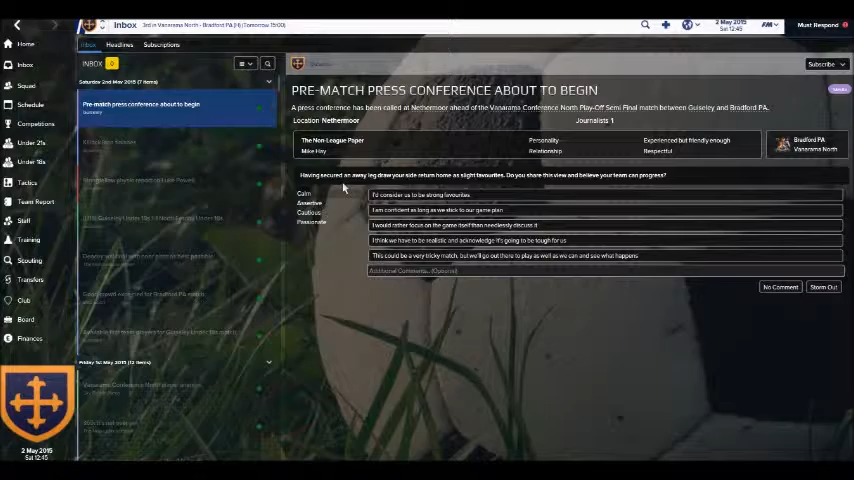 Inbox
3rd in Vanarama North - Bradford PA (H) (Tomorrow 15:00)
2 May 2015
Sat 12:45
FM
Must Respond
Home
Inbox
Squad
Schedule
Competitions
Under 21s
Under 18s
Tactics
Team Report
Staff
Training
Scouting
Transfers
Club
Board
Finances
2 May 2015
Sat 12:45
Inbox Headlines Subscriptions
INBOX
Saturday 2nd May 2015 (7 items)
Pre-match press conference about to begin
Friday 1st May 2015 (12 items)
Subscribe
PRE-MATCH PRESS CONFERENCE ABOUT TO BEGIN
A press conference has been called at Nethermoor ahead of the Vanarama Conference North Play-Off Semi Final match between Guiseley and Bradford PA.
Location Nethermoor Journalists 1
The Non-League Paper Personality Experienced but friendly enough
Mike Hay Relationship Respectful
Bradford PA
Vanarama North
Having secured an away leg draw your side return home as slight favourites. Do you share this view and believe your team can progress?
Calm
Assertive
Cautious
Passionate
I'd consider us to be strong favourites
I am confident as long as we stick to our game plan
I would rather focus on the game itself than needlessly discuss it
I think we have to be realistic and acknowledge it's going to be tough for us
This could be a very tricky match, but we'll go out there to play as well as we can and see what happens
Additional Comments... (Optional)
No Comment Storm Out